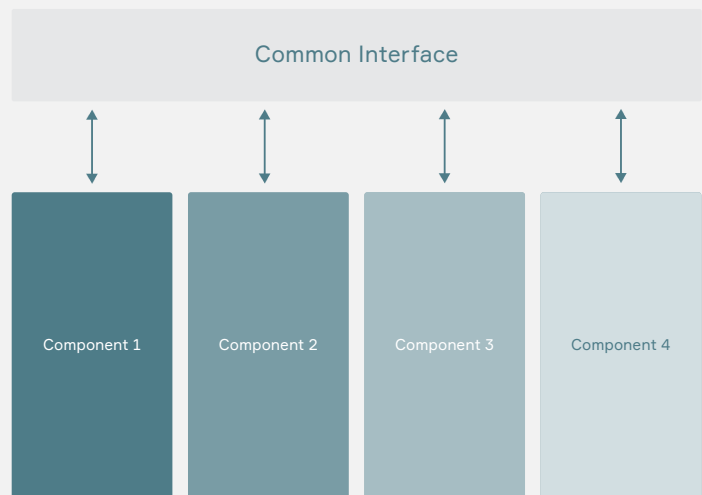 Common Interface
Component 1
Component 2
Component 3
Component 4